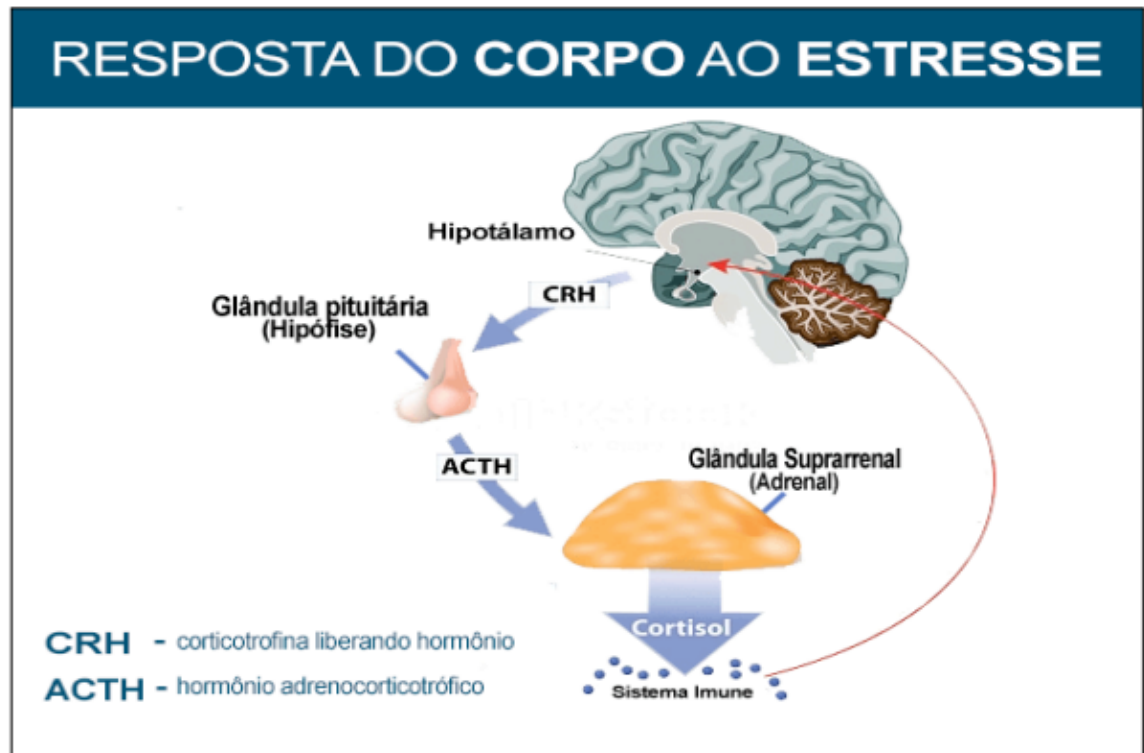 RESPOSTA DO CORPO AO ESTRESSE
Hipotálamo
CRH
Glândula pituitária
(Hipófise)
ACTH
Glândula Suprarrenal
(Adrenal)
Cortisol
Sistema Imune
CRH - corticotrofina liberando hormônio
ACTH - hormônio adrenocorticotrófico